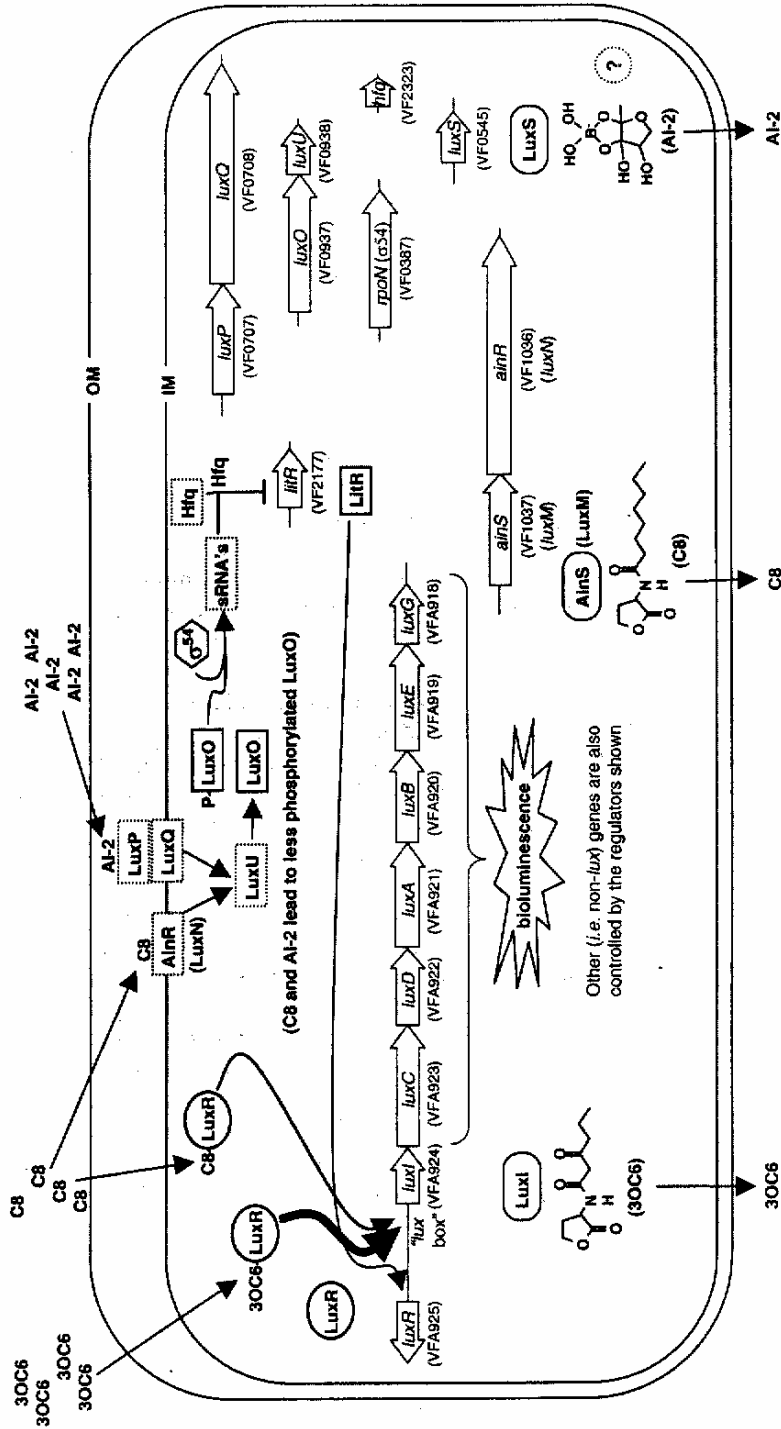 3OC6
3OC6
3OC6
3OC6
C8
C8
C8
C8
AI-2 AI-2
AI-2
AI-2 AI-2
OM
IM
3OC6-LuxR
C8-LuxR
LuxR
C8
AinR
(LuxN)
AI-2
LuxP
LuxQ
LuxU
LuxO
P-LuxO
σ54
sRNA's
Hfq
Hfq
(C8 and AI-2 lead to less phosphorylated LuxO)
litR
(VF2177)
LitR
luxP
(VF0707)
luxQ
(VF0708)
luxO
(VF0937)
luxU
(VF0938)
rpoN (σ54)
(VF0387)
hfq
(VF2323)
luxS
(VF0545)
LuxS
HO OH
B
O O
O
HO
HO
(AI-2)
?
AI-2
luxR
(VFA925)
"lux
box"
luxI
(VFA924)
luxC
(VFA923)
luxD
(VFA922)
luxA
(VFA921)
luxB
(VFA920)
luxE
(VFA919)
luxG
(VFA918)
bioluminescence
Other (i.e. non-lux) genes are also
controlled by the regulators shown
ainS
(VF1037)
(luxM)
ainR
(VF1036)
(luxN)
AinS (LuxM)
O
N
H
O
O
(C8)
C8
LuxI
O O
N
H
O
O
(3OC6)
3OC6